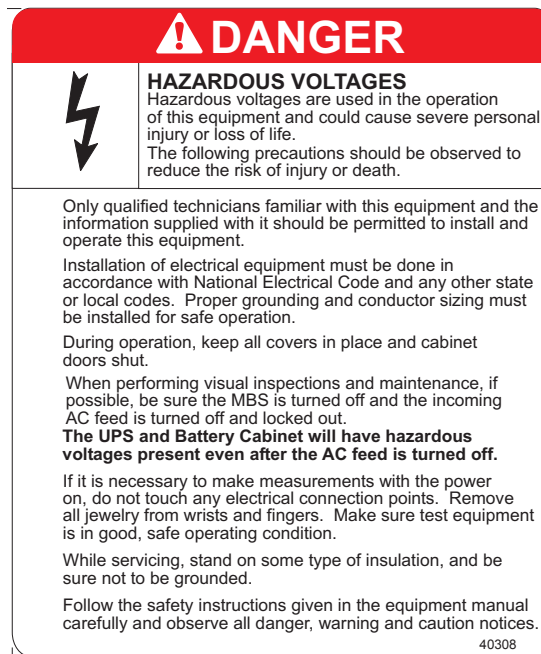 DANGER
HAZARDOUS VOLTAGES
Hazardous voltages are used in the operation
of this equipment and could cause severe personal
injury or loss of life.
The following precautions should be observed to
reduce the risk of injury or death.
Only qualified technicians familiar with this equipment and the
information supplied with it should be permitted to install and
operate this equipment.
Installation of electrical equipment must be done in
accordance with National Electrical Code and any other state
or local codes.  Proper grounding and conductor sizing must
be installed for safe operation.
During operation, keep all covers in place and cabinet
doors shut.
When performing visual inspections and maintenance, if
possible, be sure the MBS is turned off and the incoming
AC feed is turned off and locked out.
The UPS and Battery Cabinet will have hazardous
voltages present even after the AC feed is turned off.
If it is necessary to make measurements with the power
on, do not touch any electrical connection points.  Remove
all jewelry from wrists and fingers.  Make sure test equipment
is in good, safe operating condition.
While servicing, stand on some type of insulation, and be
sure not to be grounded.
Follow the safety instructions given in the equipment manual
carefully and observe all danger, warning and caution notices.
40308